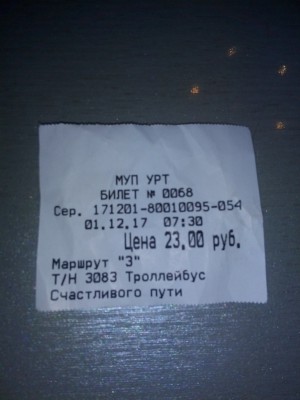 МУП УРТ
БИЛЕТ № 0068
Сер. 171201-80010095-054
01.12.17 07:30
Цена 23,00 руб.
Маршрут "3"
Т/Н 3083 Троллейбус
Счастливого пути